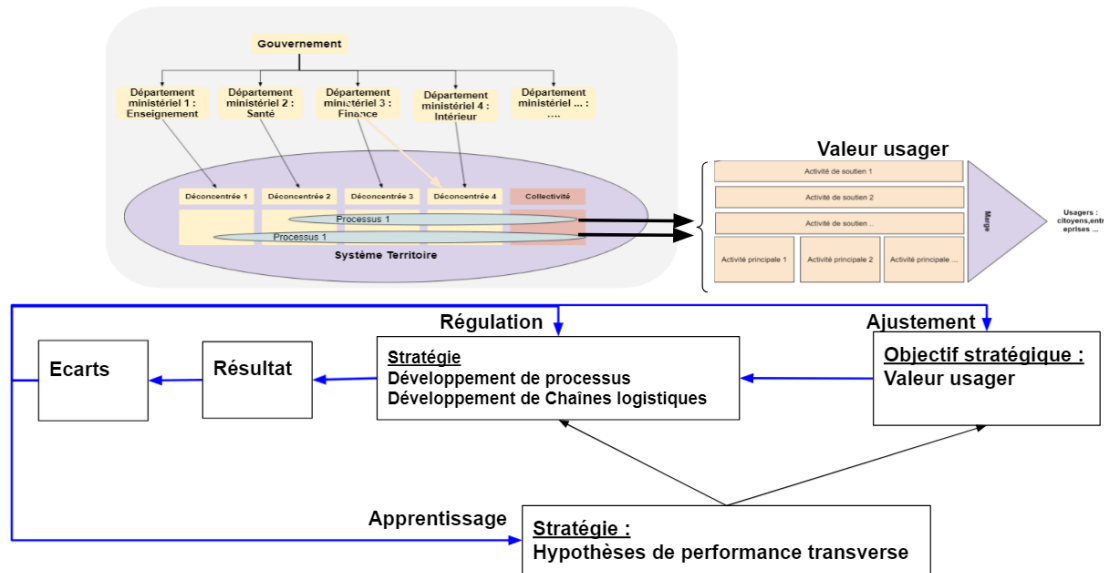 Gouvernement
Département
ministériel 1 :
Enseignement
Département
ministériel 2 :
Santé
Département
ministériel 3 :
Finance
Département
ministériel 4 :
Intérieur
Département
ministériel ... :
....
Déconcentrée 1
Déconcentrée 2
Déconcentrée 3
Déconcentrée 4
Collectivité
Processus 1
Processus 1
Système Territoire
Valeur usager
Activité de soutien 1
Activité de soutien 2
Activité de soutien ..
Activité principale 1
Activité principale 2
Activité principale ...
Marge
Usagers :
citoyens,entr
eprises ...
Régulation
Ajustement
Ecarts
Résultat
Stratégie
Développement de processus
Développement de Chaînes logistiques
Objectif stratégique :
Valeur usager
Apprentissage
Stratégie :
Hypothèses de performance transverse